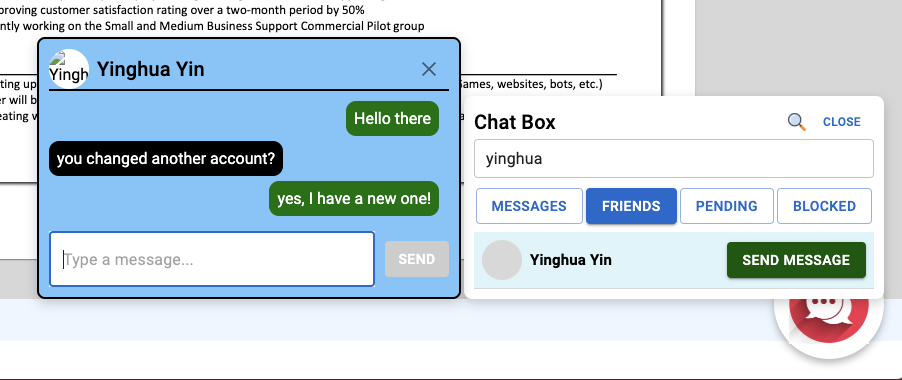 proving customer satisfaction rating over a two-month period by 50%
ntly working on the Small and Medium Business Support Commercial Pilot group
Yingh
Yinghua Yin
ting up
ames, websites, bots, etc.)
er will b
eating w
Hello there
you changed another account?
yes, I have a new one!
Type a message...
SEND
Chat Box
CLOSE
yinghua
MESSAGES
FRIENDS
PENDING
BLOCKED
Yinghua Yin
SEND MESSAGE